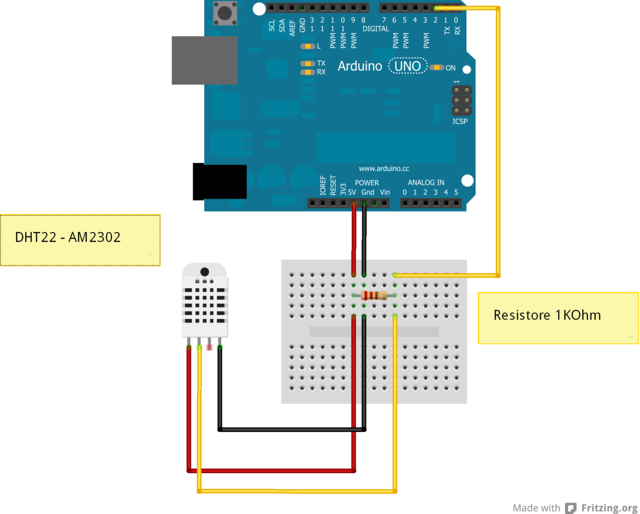 SCL
SDA
AREF
GND
13
12
PWM 11
PWM 10
PWM 9
8
7
PWM 6
PWM 5
4
PWM 3
2
TX 1
RX 0
DIGITAL
L
TX
RX
Arduino UNO
ON
1
ICSP
www.arduino.cc
POWER
ANALOG IN
IOREF
RESET
3V3
5V
Gnd
Vin
0 1 2 3 4 5
DHT22 - AM2302
Resistore 1KOhm
Made with Fritzing.org